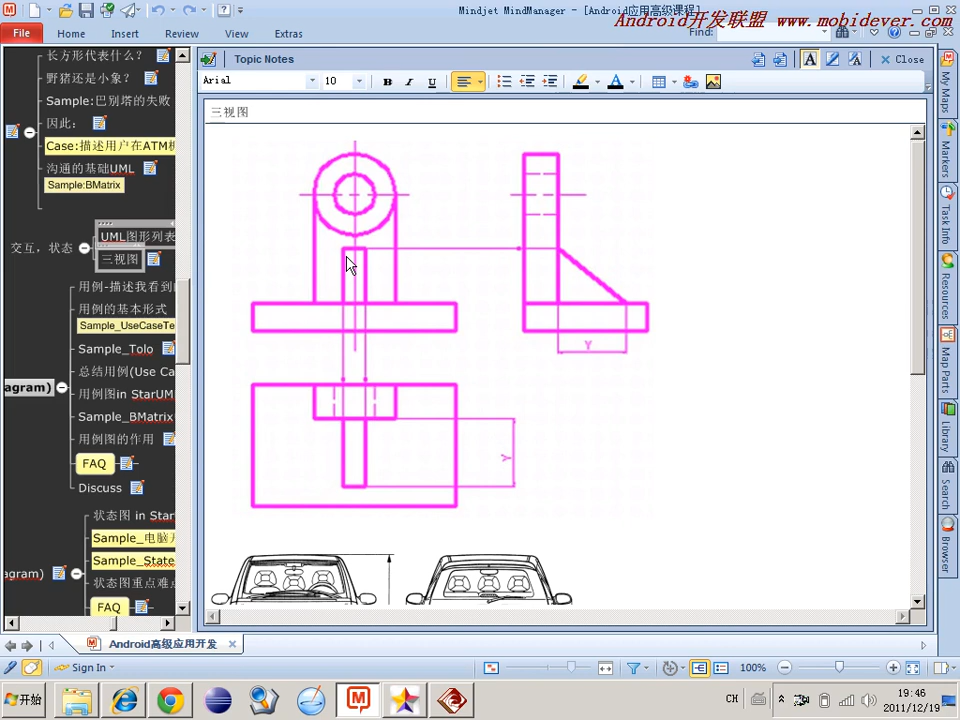 Mindjet MindManager - [Android应用高级课程]
Android开发联盟 www.mobidever.com
File
Home
Insert
Review
View
Extras
Find:
长方形代表什么？
野猪还是小象？
Sample:巴别塔的失败
因此：
Case:描述用户在ATM机
沟通的基础UML
Sample:BMatrix
UML图形列表
交互，状态
三视图
用例-描述我看到的
用例的基本形式
Sample_UseCaseTe
Sample_Tolo
总结用例(Use Ca
agram)
用例图in StarUM
Sample_BMatrix
用例图的作用
FAQ
Discuss
状态图 in Star
Sample_电脑开
Sample_State
agram)
状态图重点难点
FAQ
Topic Notes
Close
Arial
10
B
I
U
三视图
Y
Y
My Maps
Markers
Task Info
Resources
Map Parts
Library
Search
Browser
Android高级应用开发
Sign In
100%
开始
CH
19:46
2011/12/19